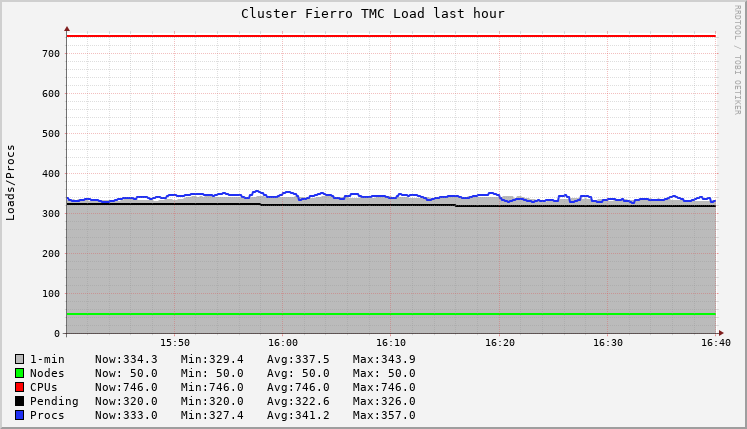 Cluster Fierro TMC Load last hour
RRDTOOL / TOBI OETIKER
Loads/Procs
700
600
500
400
300
200
100
0
15:50 16:00 16:10 16:20 16:30 16:40
1-min Now:334.3 Min:329.4 Avg:337.5 Max:343.9
Nodes Now: 50.0 Min: 50.0 Avg: 50.0 Max: 50.0
CPUs Now:746.0 Min:746.0 Avg:746.0 Max:746.0
Pending Now:320.0 Min:320.0 Avg:322.6 Max:326.0
Procs Now:333.0 Min:327.4 Avg:341.2 Max:357.0